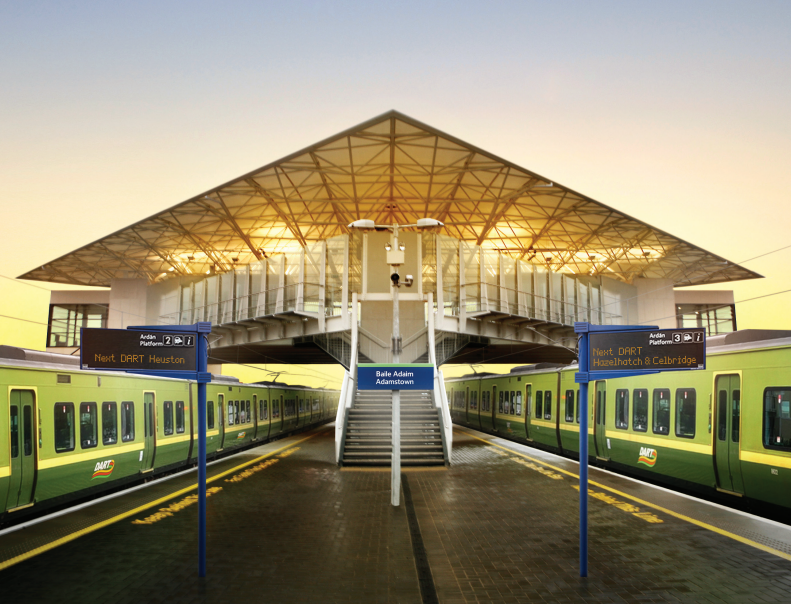 Ardán
Platform 2 i
Next DART Heuston
Ardán
Platform 3 i
Next DART
Hazelhatch & Celbridge
Baile Adaim
Adamstown
DART
DART